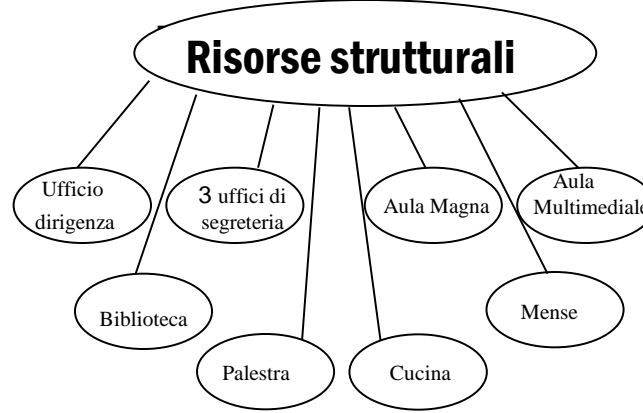 Risorse strutturali
Ufficio
dirigenza
3 uffici di
segreteria
Aula Magna
Aula
Multimediale
Biblioteca
Mense
Palestra
Cucina